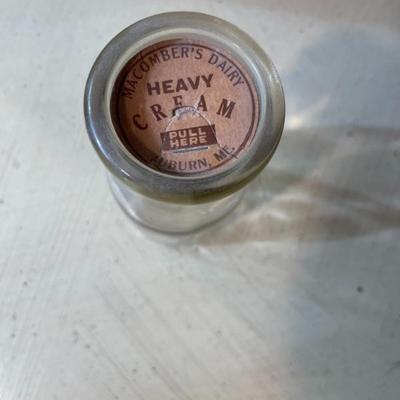 MACOMBER'S DAIRY
HEAVY
CREAM
PULL
HERE
AUBURN, ME.